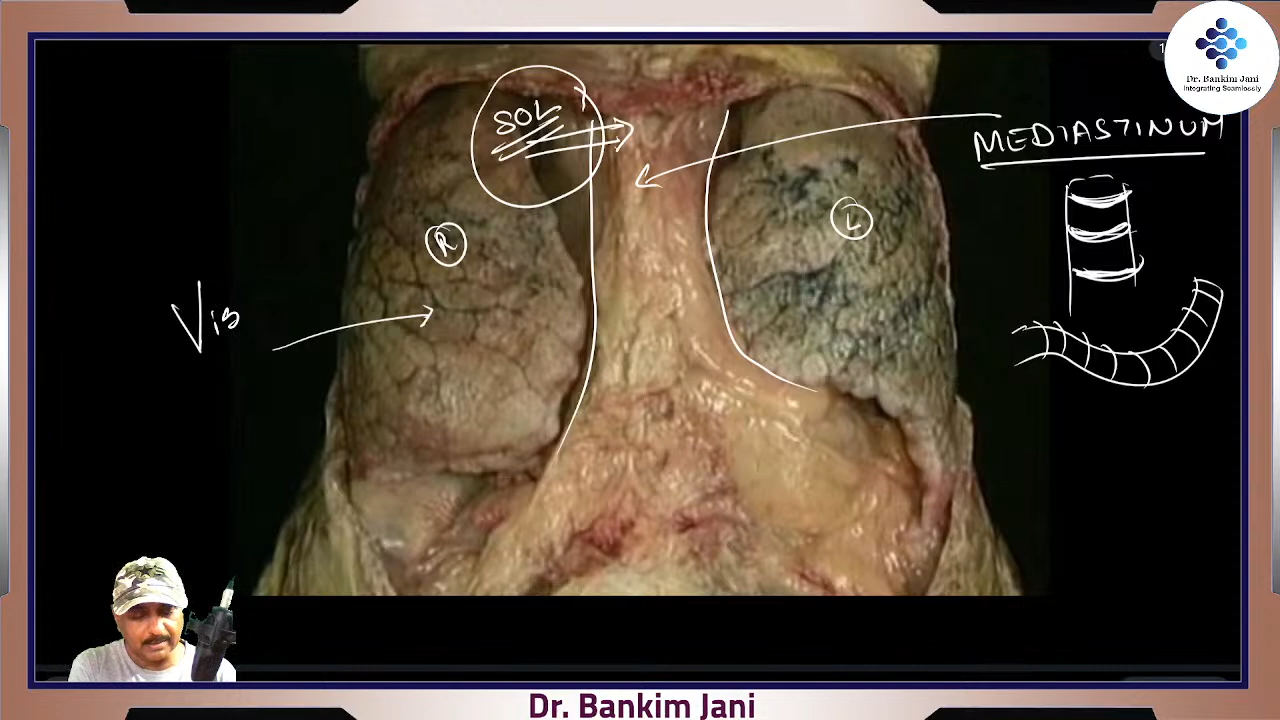 Dr. Bankim Jani
Integrating Seamlessly
SOL
MEDIASTINUM
R
L
Vis
Dr. Bankim Jani